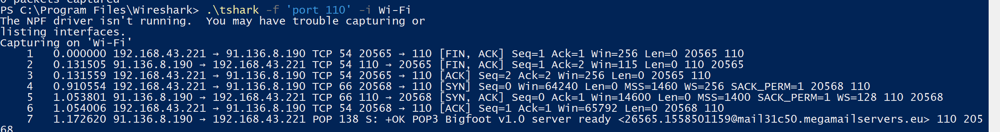 0 packets captured
PS C:\Program Files\Wireshark> .\tshark -f 'port 110' -i Wi-Fi
The NPF driver isn't running.  You may have trouble capturing or
listing interfaces.
Capturing on 'Wi-Fi'
    1   0.000000 192.168.43.221 → 91.136.8.190 TCP 54 20565 → 110 [FIN, ACK] Seq=1 Ack=1 Win=256 Len=0 20565 110
    2   0.131505 91.136.8.190 → 192.168.43.221 TCP 54 110 → 20565 [FIN, ACK] Seq=1 Ack=2 Win=115 Len=0 110 20565
    3   0.131559 192.168.43.221 → 91.136.8.190 TCP 54 20565 → 110 [ACK] Seq=2 Ack=2 Win=256 Len=0 20565 110
    4   0.910554 192.168.43.221 → 91.136.8.190 TCP 66 20568 → 110 [SYN] Seq=0 Win=64240 Len=0 MSS=1460 WS=256 SACK_PERM=1 20568 110
    5   1.053801 91.136.8.190 → 192.168.43.221 TCP 66 110 → 20568 [SYN, ACK] Seq=0 Ack=1 Win=14600 Len=0 MSS=1400 SACK_PERM=1 WS=128 110 20568
    6   1.054006 192.168.43.221 → 91.136.8.190 TCP 54 20568 → 110 [ACK] Seq=1 Ack=1 Win=65792 Len=0 20568 110
    7   1.172620 91.136.8.190 → 192.168.43.221 POP 138 S: +OK POP3 Bigfoot v1.0 server ready <26565.1558501159@mail31c50.megamailservers.eu> 110 205
68